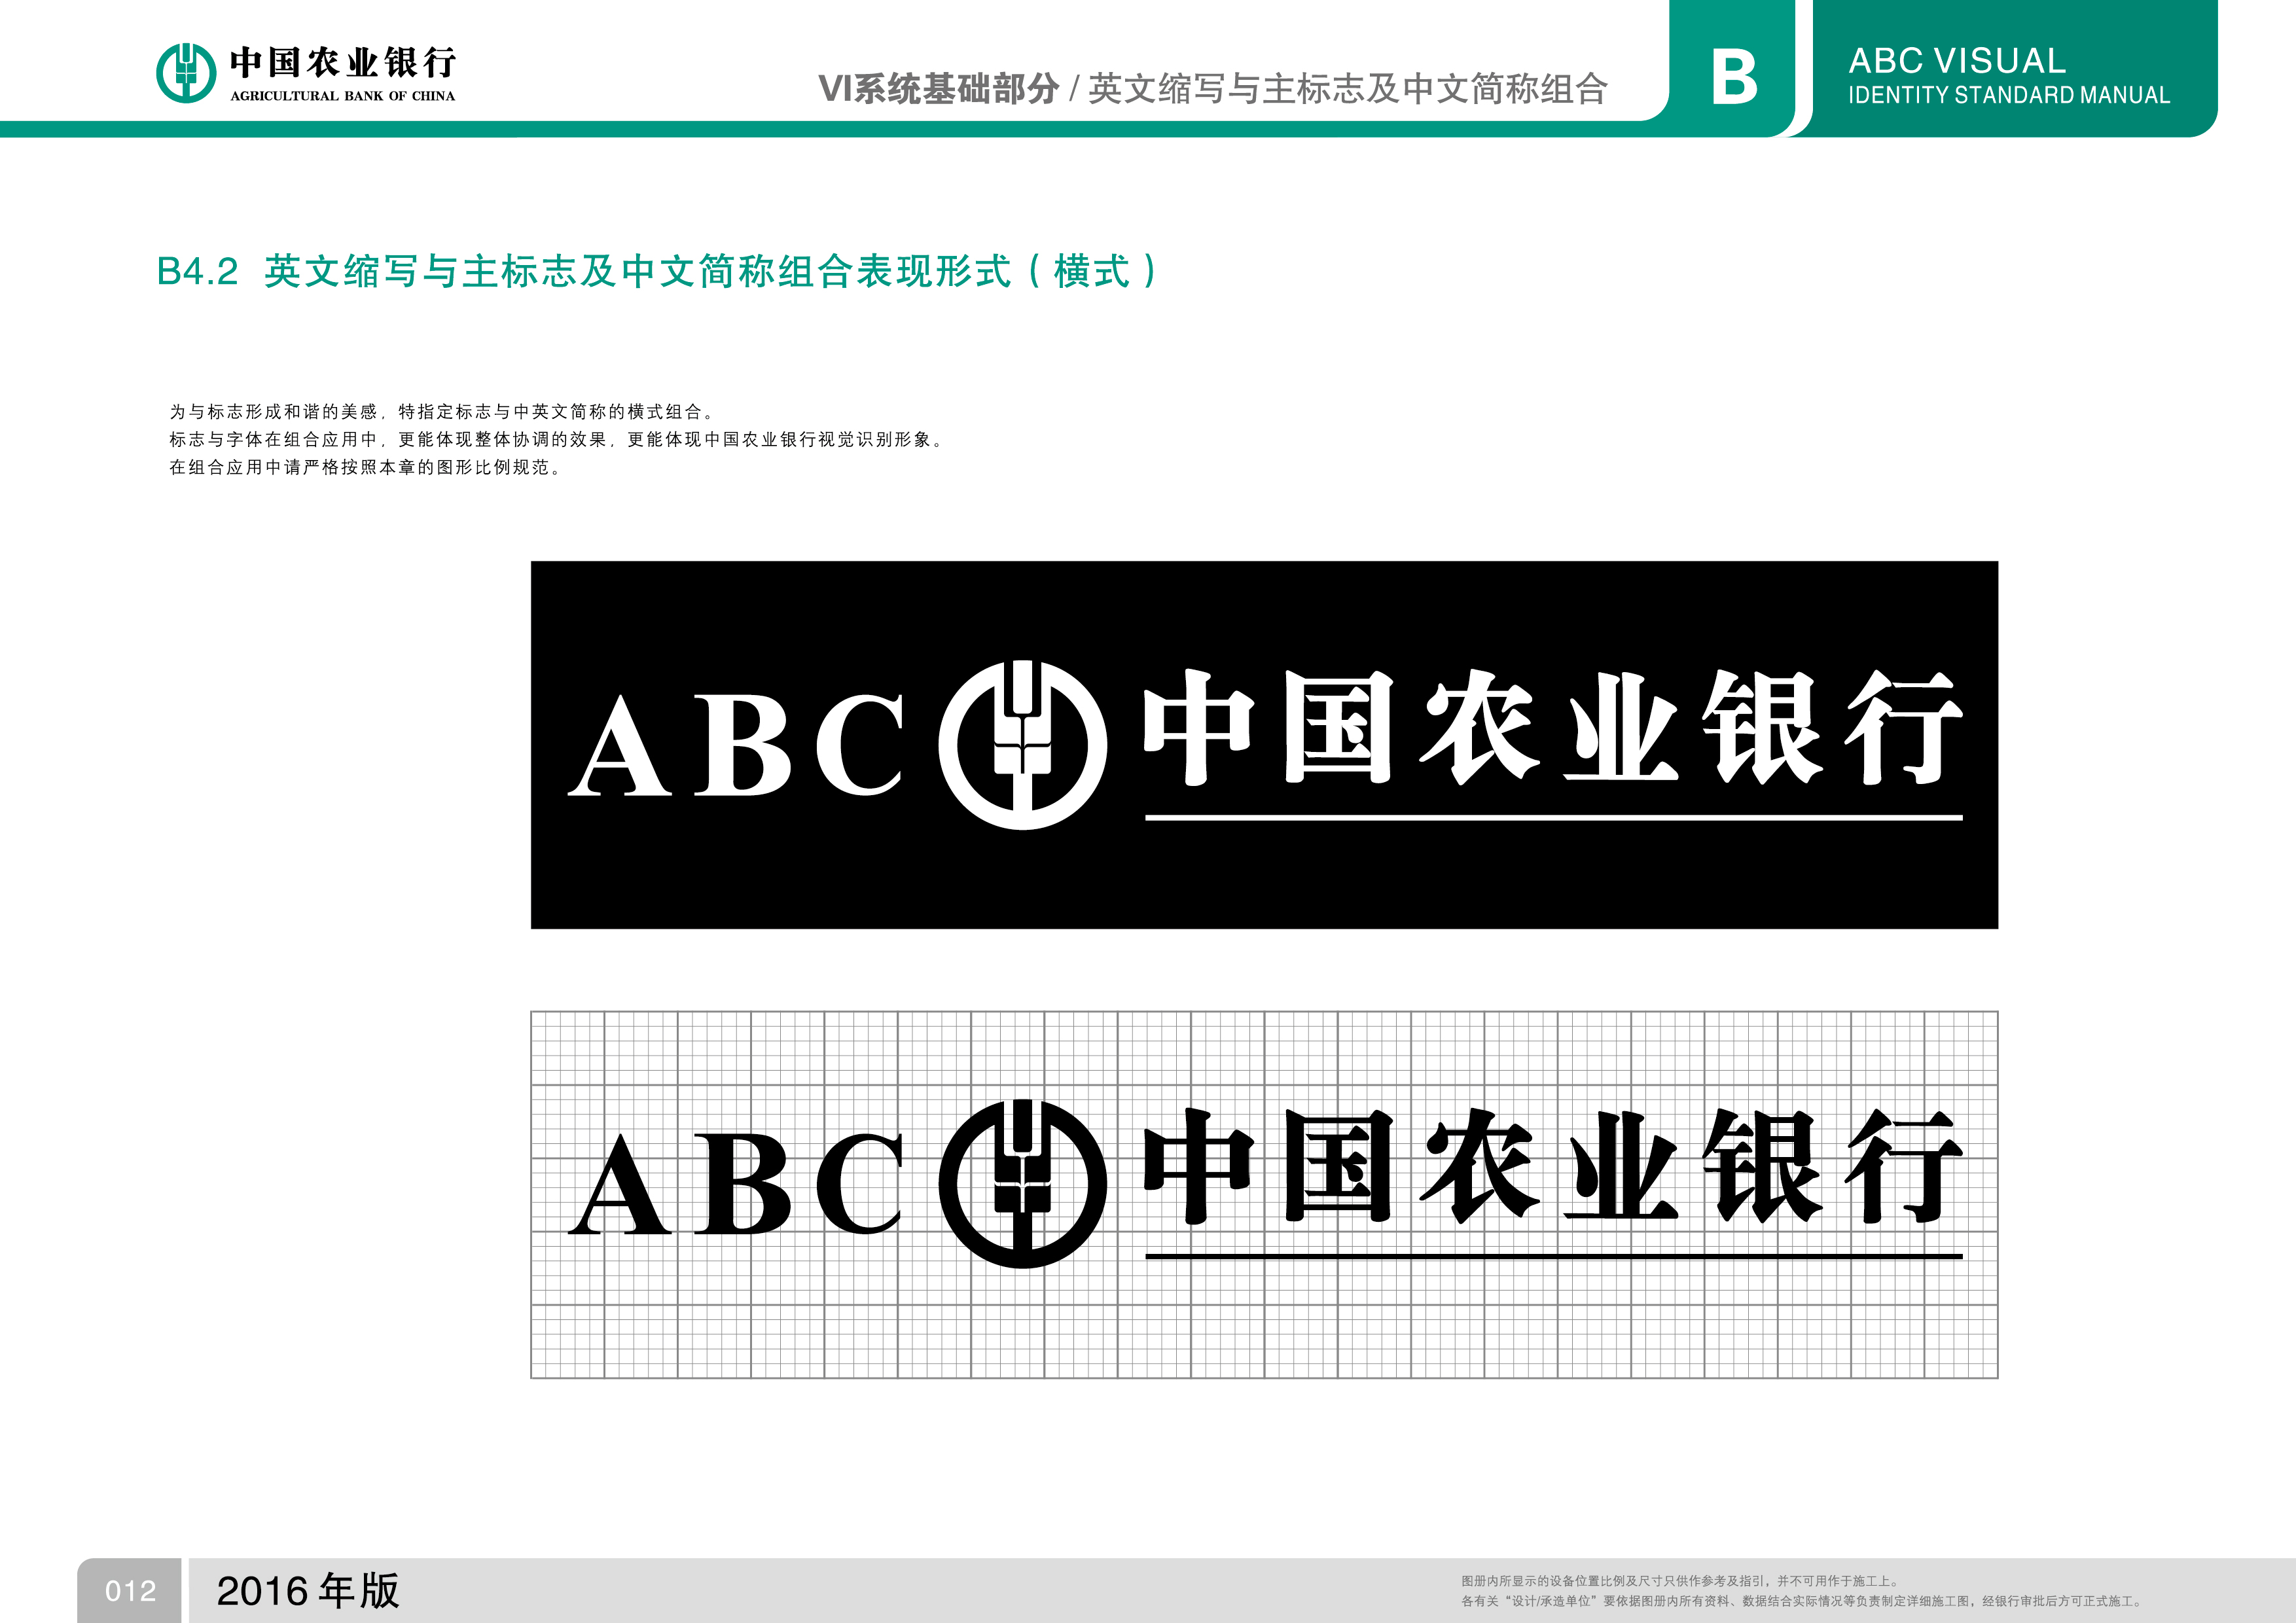 中国农业银行
AGRICULTURAL BANK OF CHINA
VI系统基础部分 / 英文缩写与主标志及中文简称组合
B
ABC VISUAL
IDENTITY STANDARD MANUAL
B4.2 英文缩写与主标志及中文简称组合表现形式（横式）
为与标志形成和谐的美感，特指定标志与中英文简称的横式组合。
标志与字体在组合应用中，更能体现整体协调的效果，更能体现中国农业银行视觉识别形象。
在组合应用中请严格按照本章的图形比例规范。
ABC 中国农业银行
ABC 中国农业银行
012
2016 年版
图册内所显示的设备位置比例及尺寸只供作参考及指引，并不可用作于施工上。
各有关“设计/承造单位”要依据图册内所有资料、数据结合实际情况等负责制定详细施工图，经银行审批后方可正式施工。